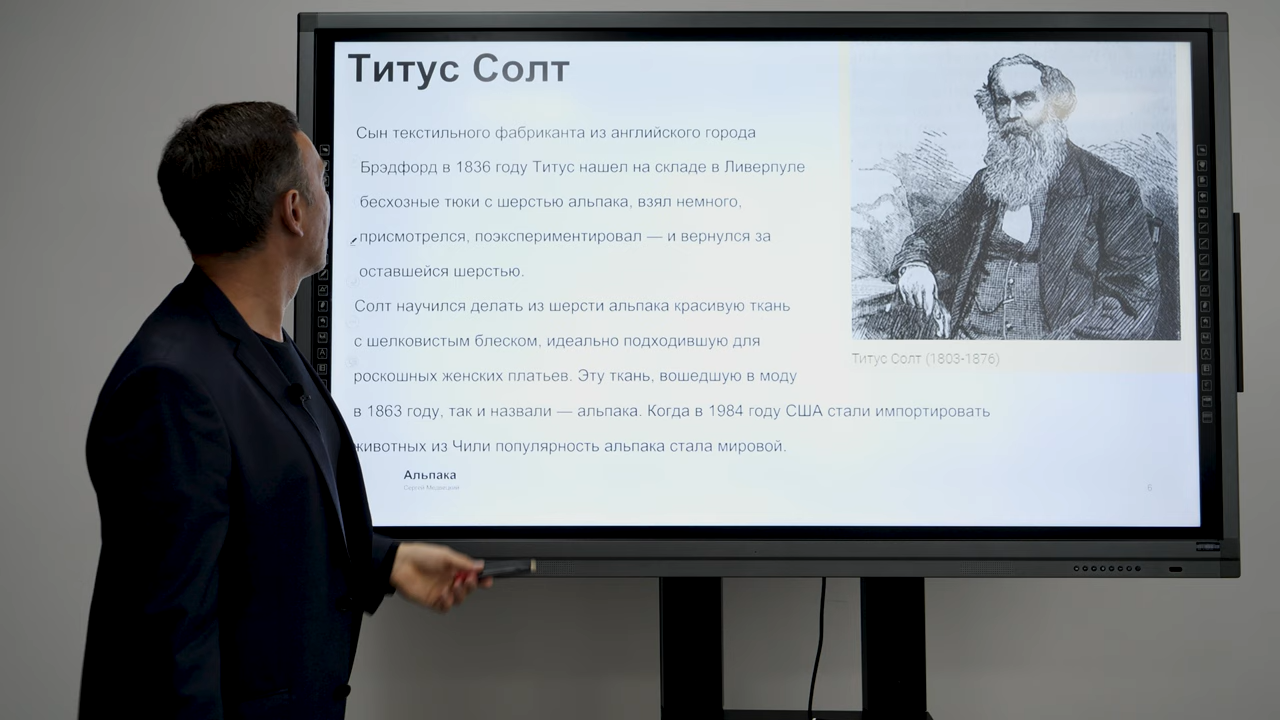 Титус Солт
Сын текстильного фабриканта из английского города
Брэдфорд в 1836 году Титус нашел на складе в Ливерпуле
бесхозные тюки с шерстью альпака, взял немного,
присмотрелся, поэкспериментировал — и вернулся за
оставшейся шерстью.
Солт научился делать из шерсти альпака красивую ткань
с шелковистым блеском, идеально подходившую для
роскошных женских платьев. Эту ткань, вошедшую в моду
в 1863 году, так и назвали — альпака. Когда в 1984 году США стали импортировать
животных из Чили популярность альпака стала мировой.
Титус Солт (1803-1876)
Альпака
6